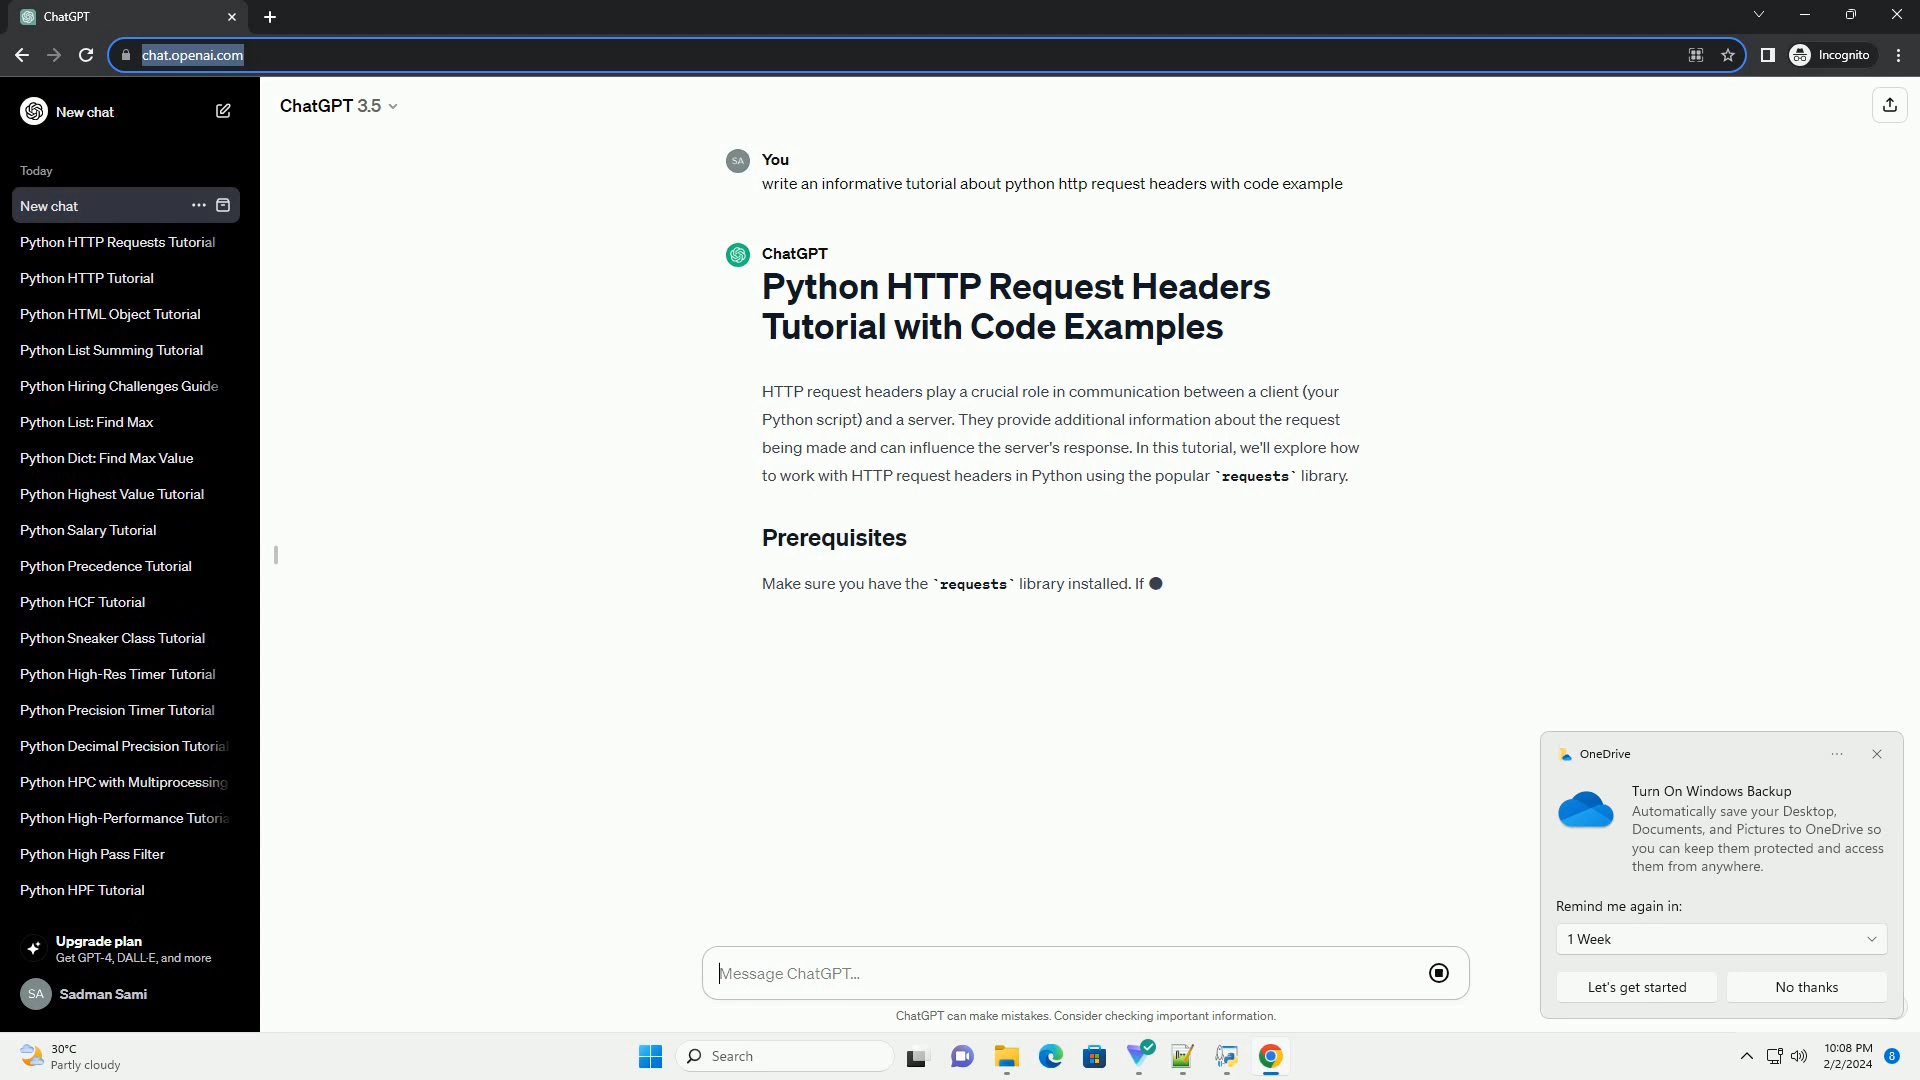 ChatGPT
chat.openai.com
Incognito
New chat
Today
New chat
Python HTTP Requests Tutorial
Python HTTP Tutorial
Python HTML Object Tutorial
Python List Summing Tutorial
Python Hiring Challenges Guide
Python List: Find Max
Python Dict: Find Max Value
Python Highest Value Tutorial
Python Salary Tutorial
Python Precedence Tutorial
Python HCF Tutorial
Python Sneaker Class Tutorial
Python High-Res Timer Tutorial
Python Precision Timer Tutorial
Python Decimal Precision Tutorial
Python HPC with Multiprocessing
Python High-Performance Tutoria
Python High Pass Filter
Python HPF Tutorial
Upgrade plan
Get GPT-4, DALL·E, and more
SA Sadman Sami
ChatGPT 3.5
SA You
write an informative tutorial about python http request headers with code example
ChatGPT
Python HTTP Request Headers
Tutorial with Code Examples
HTTP request headers play a crucial role in communication between a client (your
Python script) and a server. They provide additional information about the request
being made and can influence the server's response. In this tutorial, we'll explore how
to work with HTTP request headers in Python using the popular `requests` library.
Prerequisites
Make sure you have the `requests` library installed. If
Message ChatGPT...
ChatGPT can make mistakes. Consider checking important information.
OneDrive
Turn On Windows Backup
Automatically save your Desktop,
Documents, and Pictures to OneDrive so
you can keep them protected and access
them from anywhere.
Remind me again in:
1 Week
Let's get started
No thanks
30°C
Partly cloudy
Search
10:08 PM
2/2/2024
8